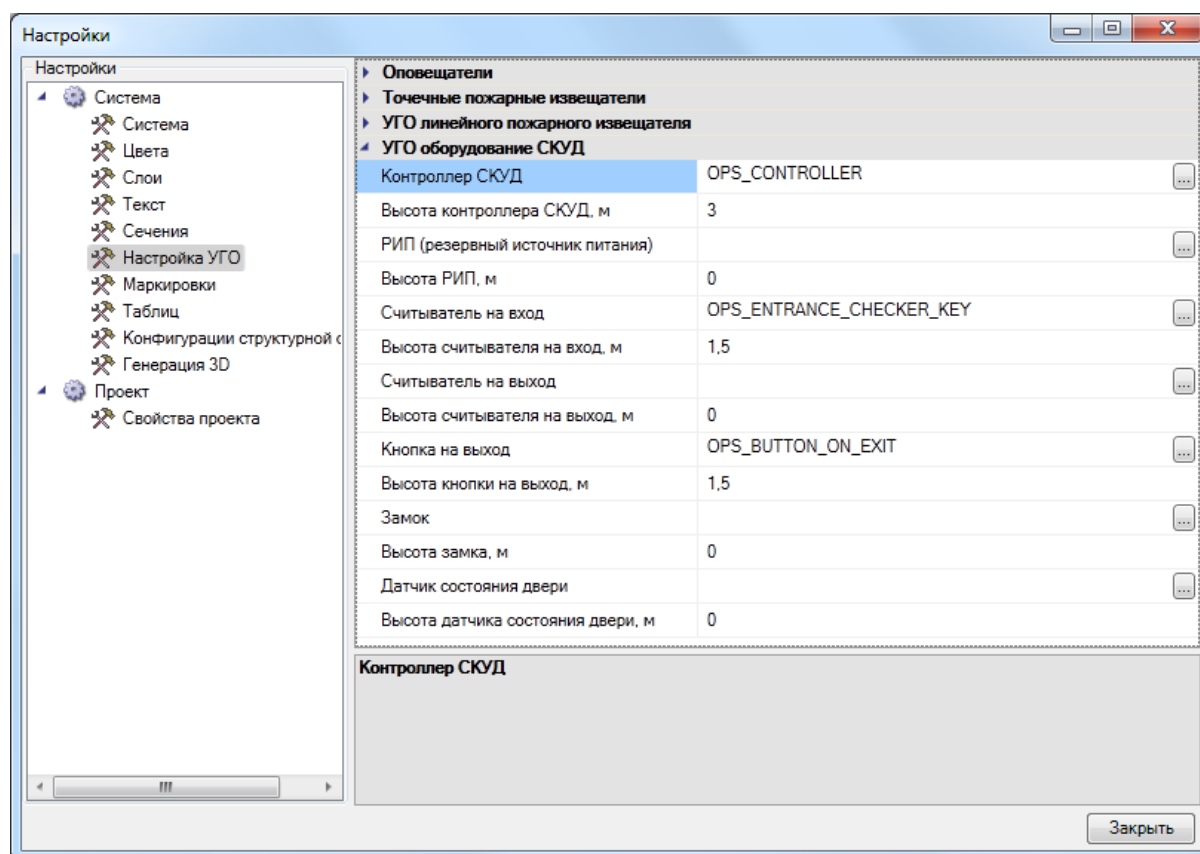 Настройки
Настройки
Система
Система
Цвета
Слои
Текст
Сечения
Настройка УГО
Маркировки
Таблиц
Конфигурации структурной
Генерация 3D
Проект
Свойства проекта
Оповещатели
Точечные пожарные извещатели
УГО линейного пожарного извещателя
УГО оборудование СКУД
Контроллер СКУД OPS_CONTROLLER ...
Высота контроллера СКУД, м 3
РИП (резервный источник питания) ...
Высота РИП, м 0
Считыватель на вход OPS_ENTRANCE_CHECKER_KEY ...
Высота считывателя на вход, м 1,5
Считыватель на выход ...
Высота считывателя на выход, м 0
Кнопка на выход OPS_BUTTON_ON_EXIT ...
Высота кнопки на выход, м 1,5
Замок ...
Высота замка, м 0
Датчик состояния двери ...
Высота датчика состояния двери, м 0
Контроллер СКУД
Закрыть